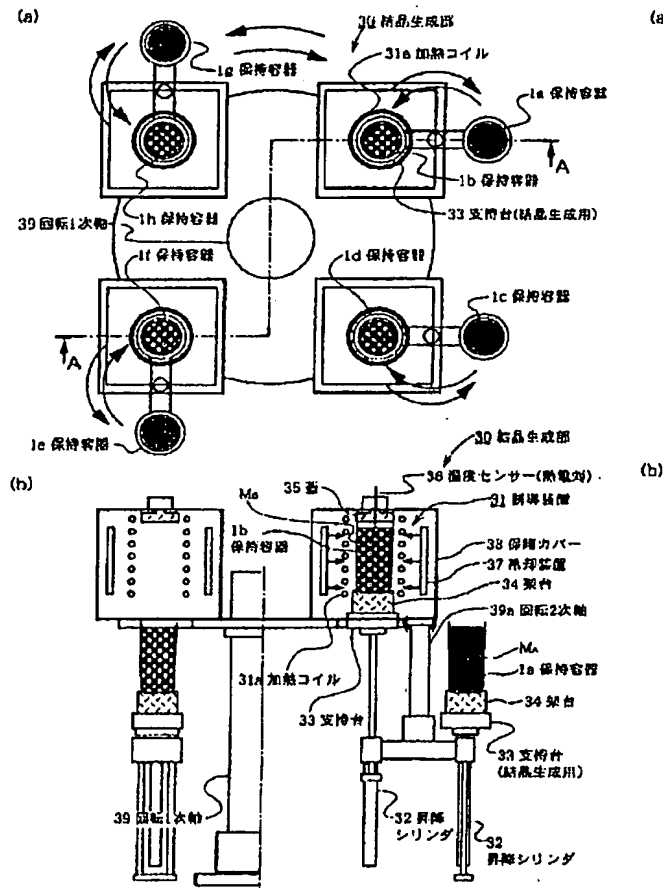 (a)
30 結晶生成部
(a
31a 加熱コイル
1g 保持容器
1a 保持容器
A
1b 保持容器
1h 保持容器
33 支持台(結晶生成用)
39 回転1次軸
1f 保持容器
1d 保持容器
1c 保持容器
A
1e 保持容器
30 結晶生成部
(b)
36 温度センサー(熱電対)
(b)
35 蓋
31 誘導装置
1b
保持容器
38 保護カバー
37 冷却装置
34 架台
39a 回転2次軸
31a 加熱コイル
1a 保持容器
33 支持台
34 架台
33 支持台
(結晶生成用)
39 回転1次軸
32 昇降
シリンダ
32
昇降シリンダ